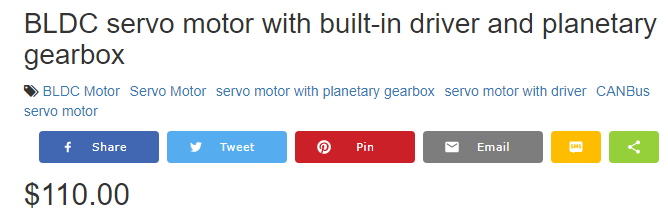 BLDC servo motor with built-in driver and planetary
gearbox
BLDC Motor Servo Motor servo motor with planetary gearbox servo motor with driver CANBus
servo motor
Share Tweet Pin Email SMS
$110.00